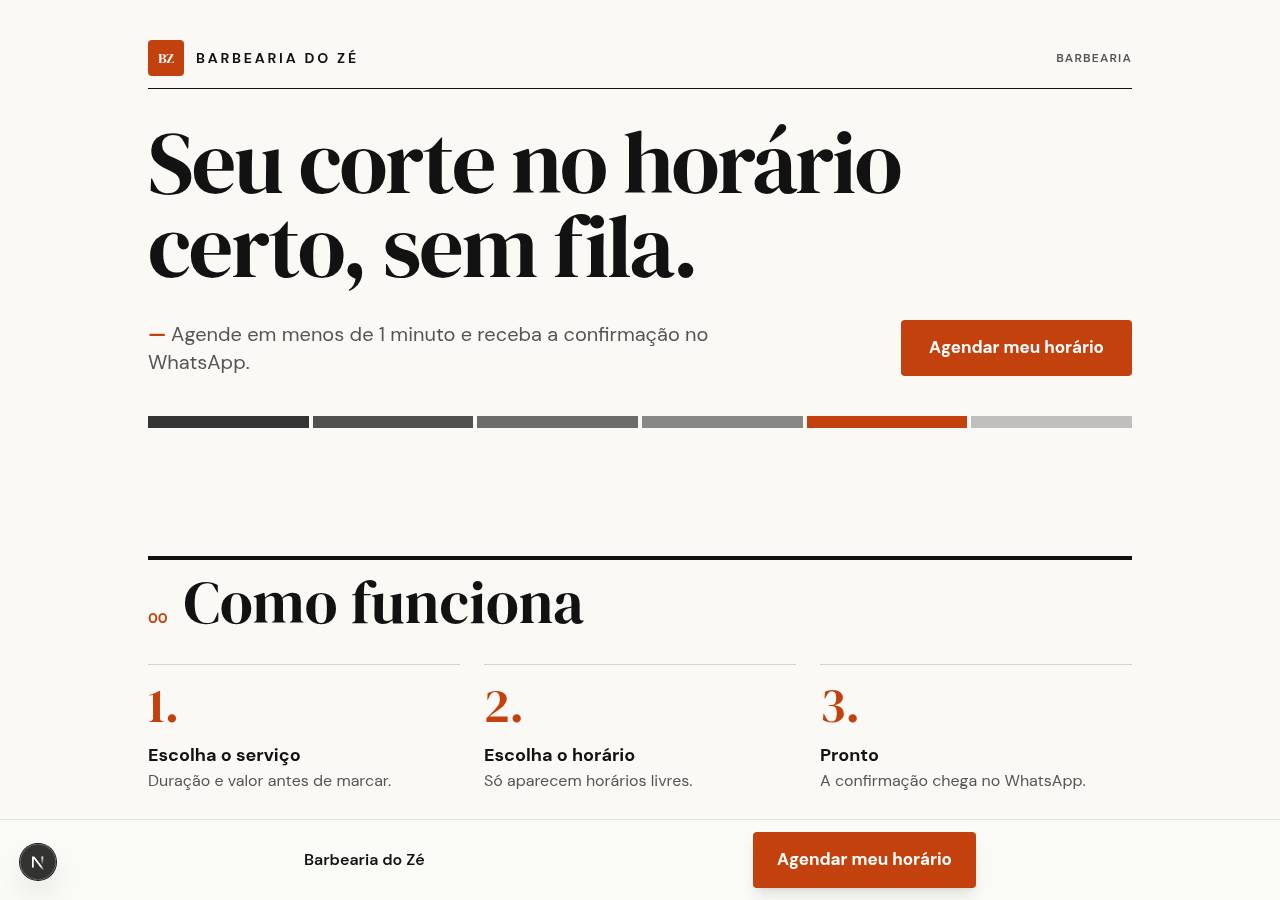 BZ
BARBEARIA DO ZÉ
BARBEARIA
Seu corte no horário
certo, sem fila.
— Agende em menos de 1 minuto e receba a confirmação no
WhatsApp.
Agendar meu horário
00
Como funciona
1.
Escolha o serviço
Duração e valor antes de marcar.
2.
Escolha o horário
Só aparecem horários livres.
3.
Pronto
A confirmação chega no WhatsApp.
N
Barbearia do Zé
Agendar meu horário